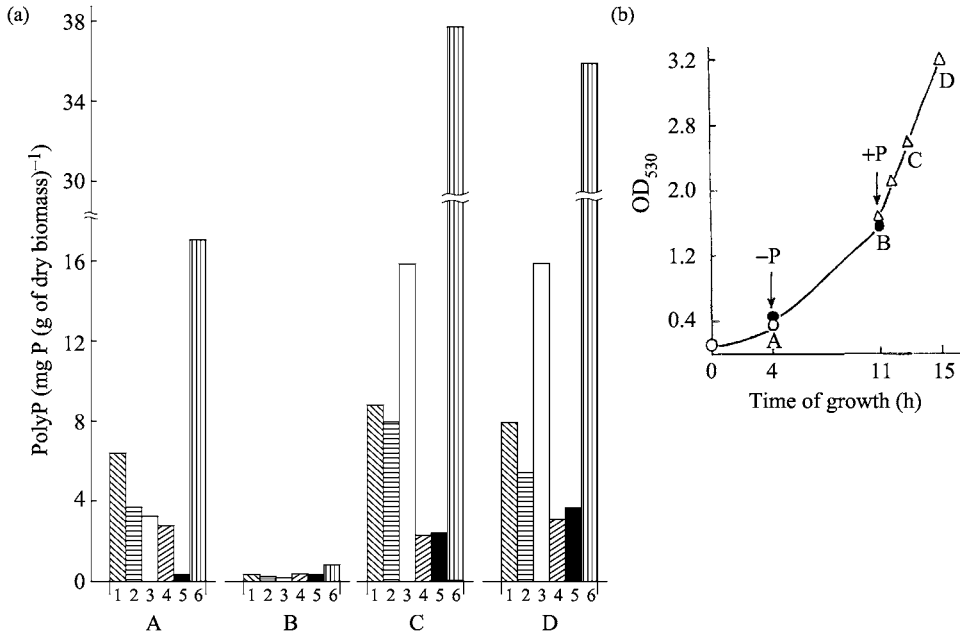 (a)
PolyP (mg P (g of dry biomass)⁻¹)
38
34
30
16
12
8
4
0
1 2 3 4 5 6
1 2 3 4 5 6
1 2 3 4 5 6
1 2 3 4 5 6
A B C D
(b)
OD₅₃₀
3.2
2.8
2.0
1.2
0.4
–P
+P
A
B
C
D
0 4 11 15
Time of growth (h)